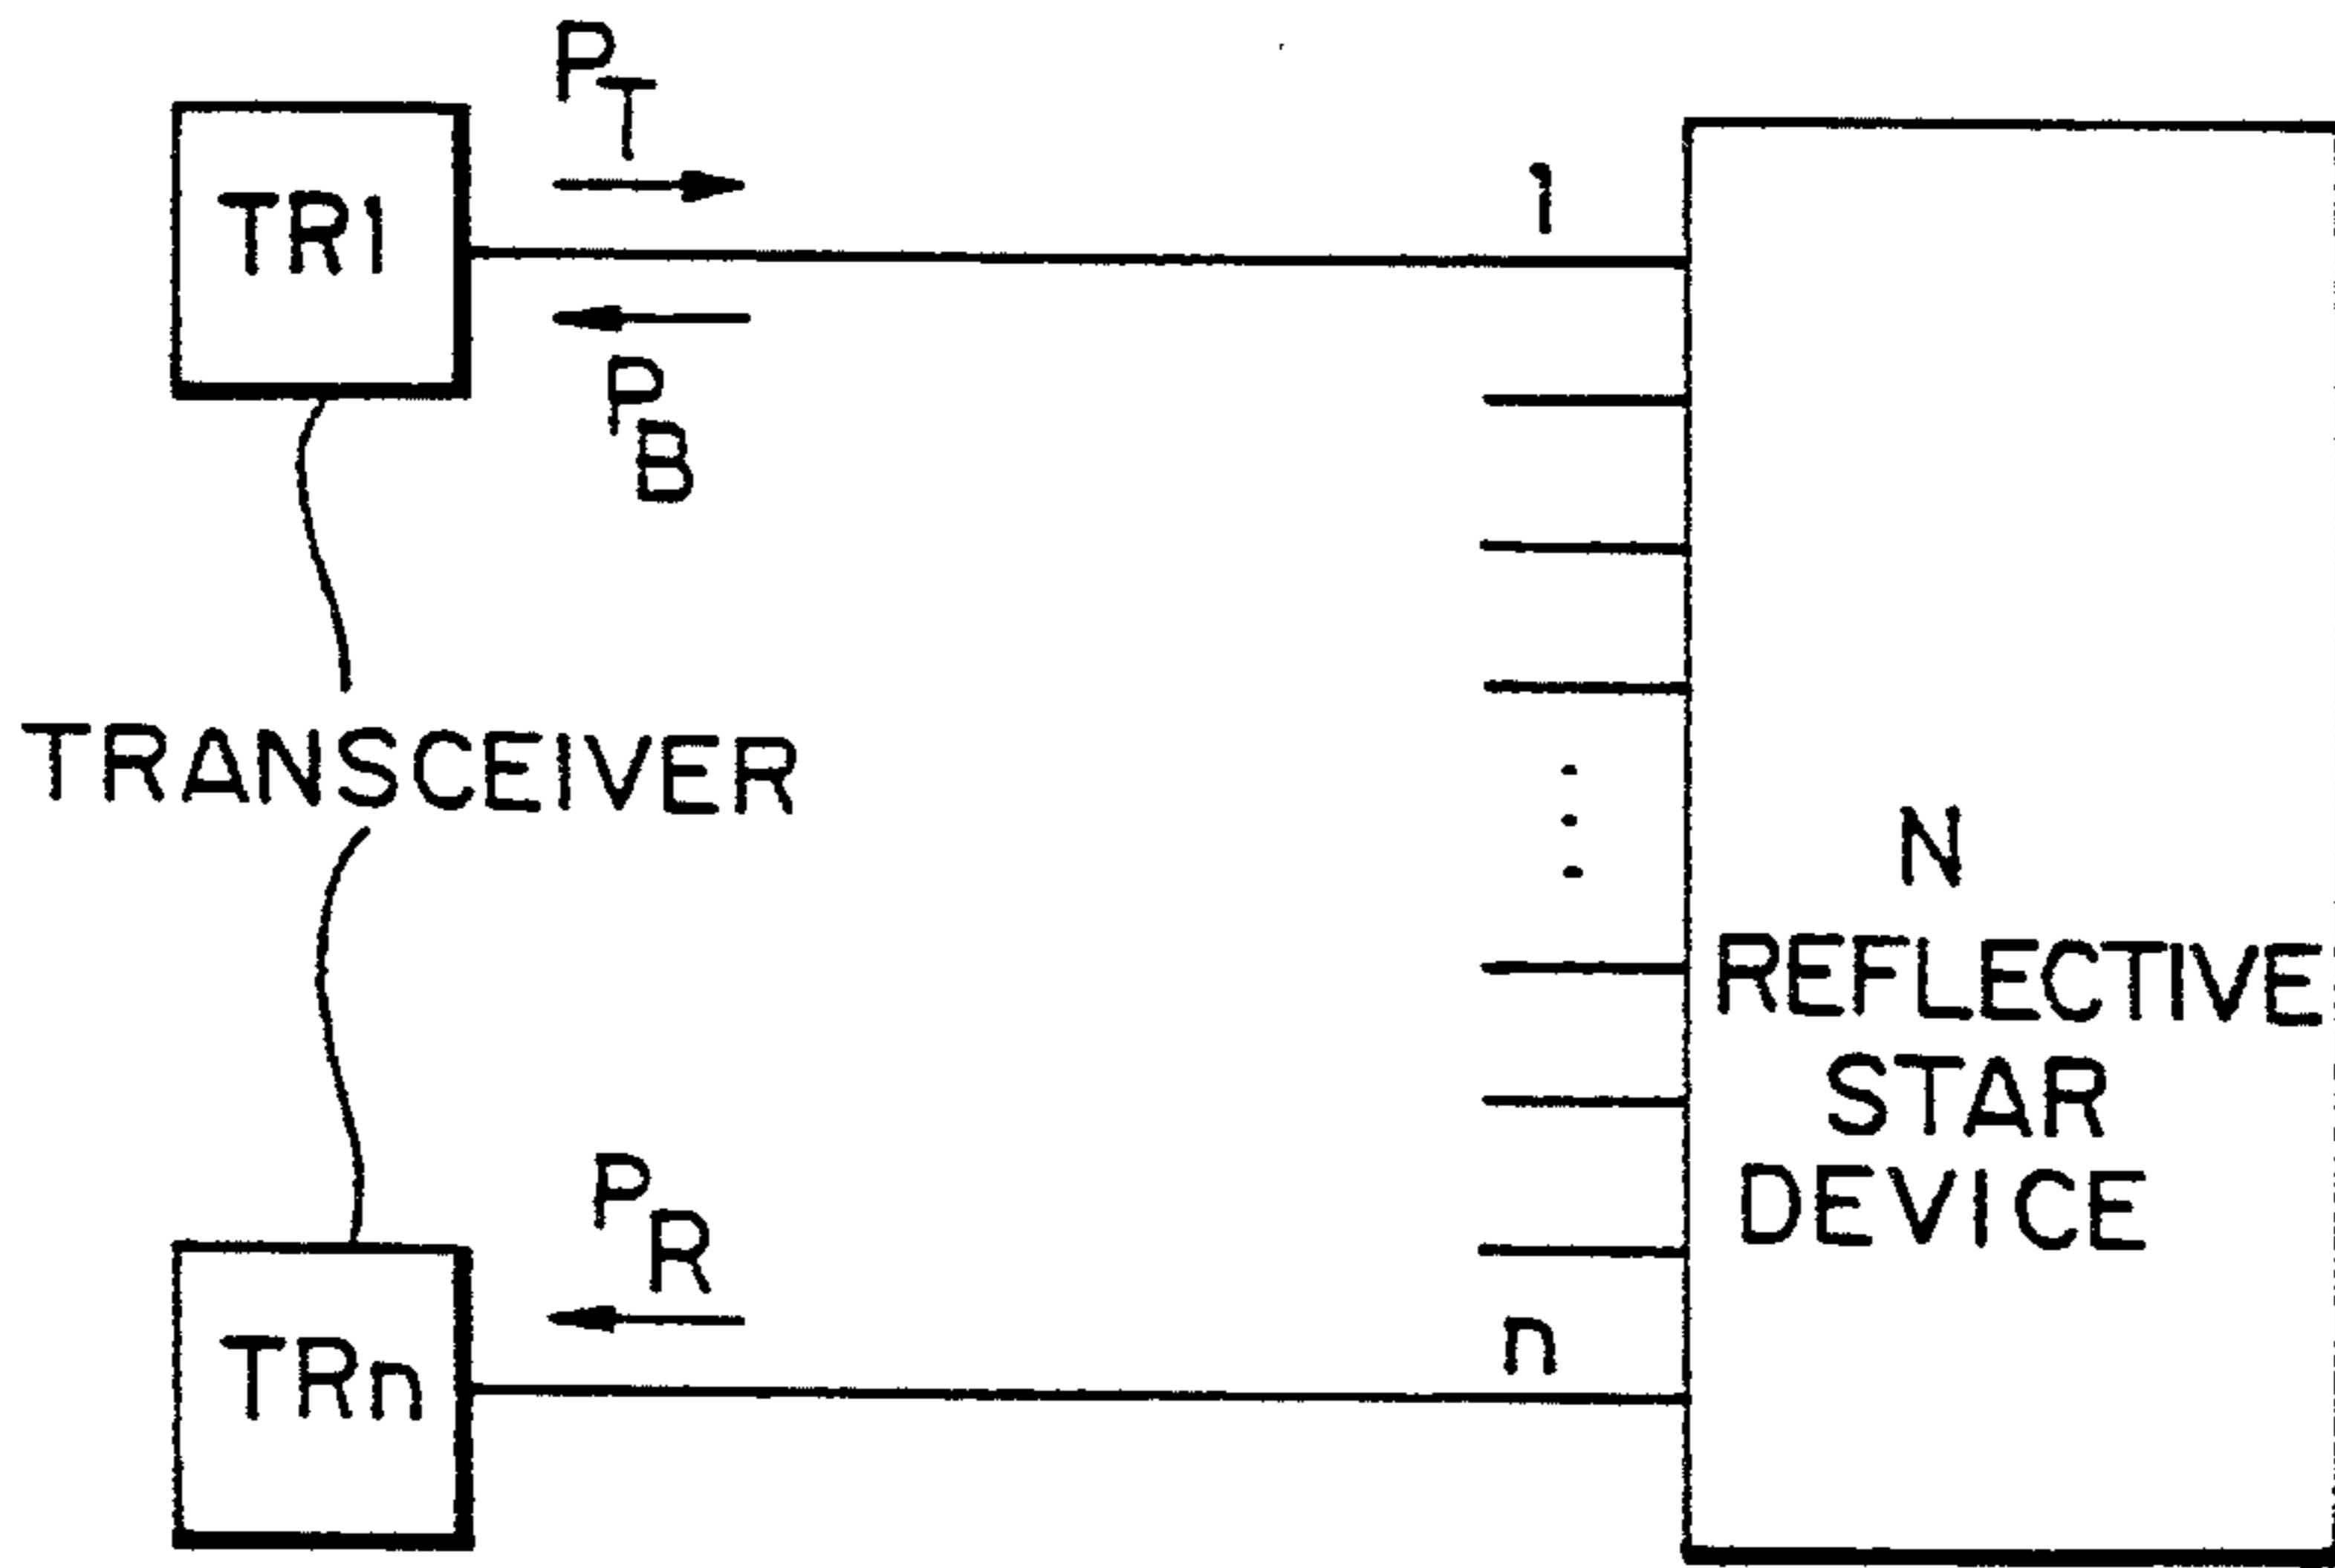 P_T
TR1
1
P_B
TRANSCEIVER
N
REFLECTIVE
STAR
DEVICE
P_R
n
TRn